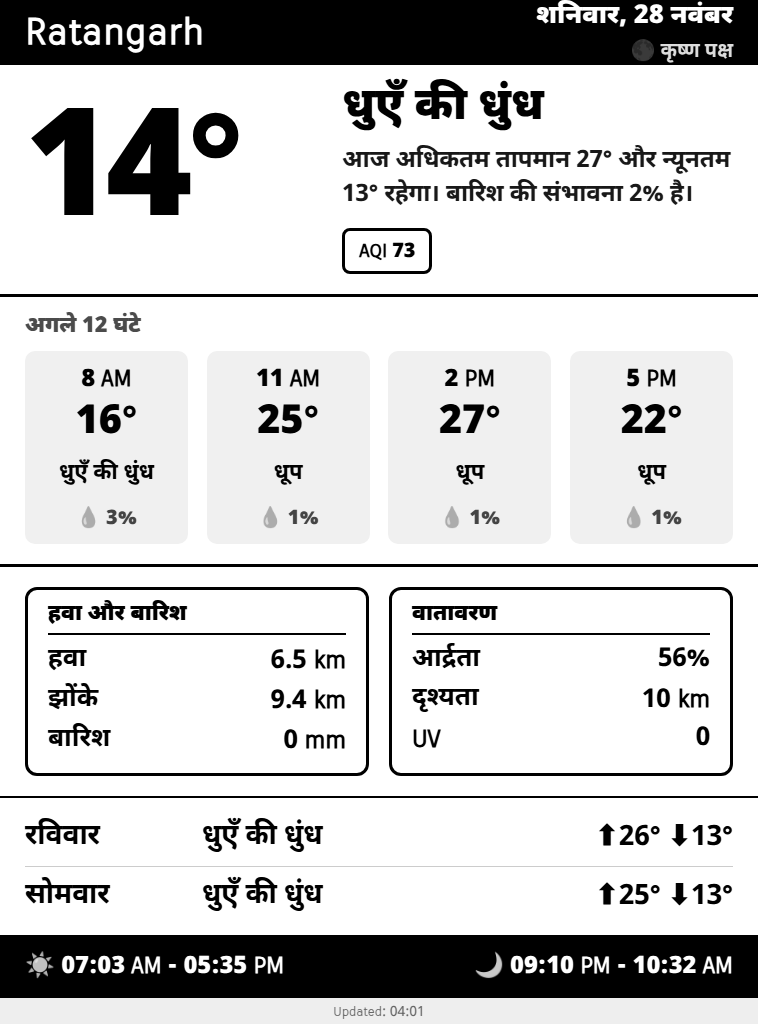 Ratangarh
शनिवार, 28 नवंबर
🌑 कृष्ण पक्ष
14°
धुएँ की धुंध
आज अधिकतम तापमान 27° और न्यूनतम
13° रहेगा। बारिश की संभावना 2% है।
AQI 73
अगले 12 घंटे
8 AM 11 AM 2 PM 5 PM
16° 25° 27° 22°
धुएँ की धुंध धूप धूप धूप
💧 3% 💧 1% 💧 1% 💧 1%
हवा और बारिश
हवा 6.5 km
झोंके 9.4 km
बारिश 0 mm
वातावरण
आर्द्रता 56%
दृश्यता 10 km
UV 0
रविवार धुएँ की धुंध ⬆26° ⬇13°
सोमवार धुएँ की धुंध ⬆25° ⬇13°
☀ 07:03 AM - 05:35 PM 🌙 09:10 PM - 10:32 AM
Updated: 04:01